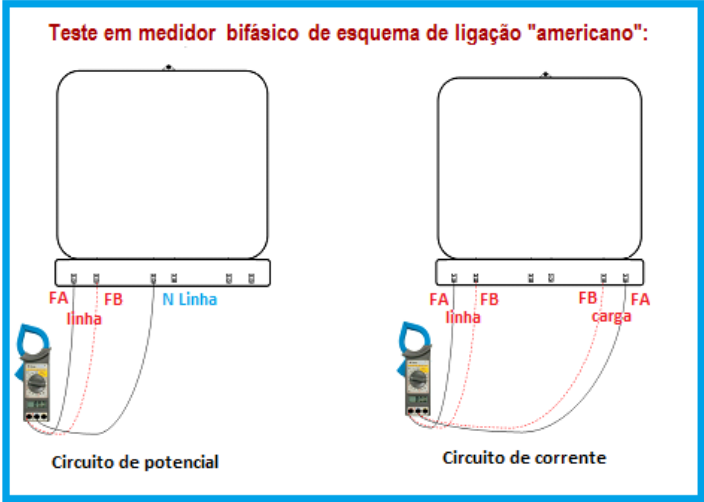 Teste em medidor bifásico de esquema de ligação "americano":
FA FB N Linha
linha
FA FB FB FA
linha carga
Circuito de potencial
Circuito de corrente